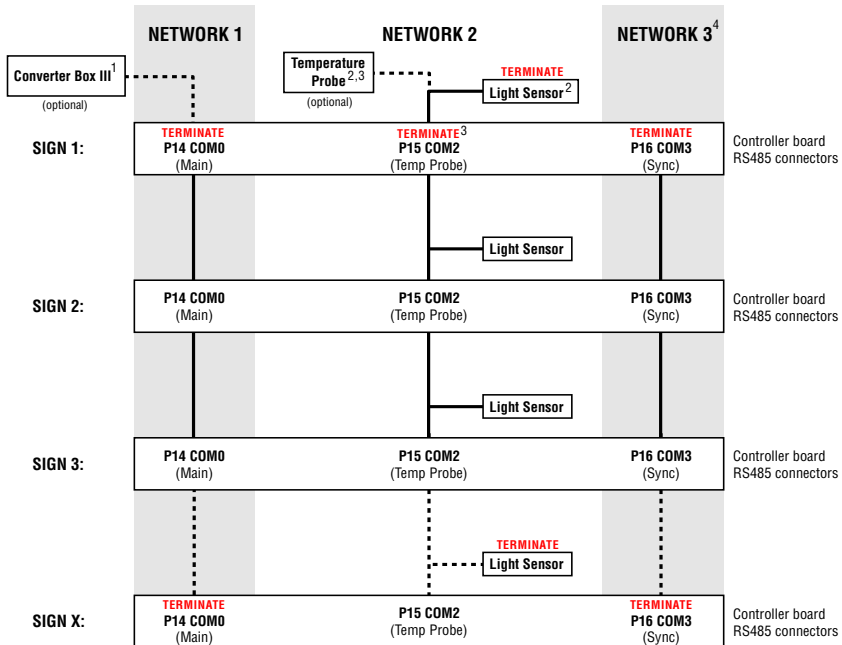 NETWORK 1
NETWORK 2
NETWORK 3⁴
Converter Box III¹
(optional)
Temperature
Probe²,³
(optional)
TERMINATE
Light Sensor²
SIGN 1:
TERMINATE
P14 COM0
(Main)
TERMINATE³
P15 COM2
(Temp Probe)
TERMINATE
P16 COM3
(Sync)
Controller board
RS485 connectors
Light Sensor
SIGN 2:
P14 COM0
(Main)
P15 COM2
(Temp Probe)
P16 COM3
(Sync)
Controller board
RS485 connectors
Light Sensor
SIGN 3:
P14 COM0
(Main)
P15 COM2
(Temp Probe)
P16 COM3
(Sync)
Controller board
RS485 connectors
TERMINATE
Light Sensor
SIGN X:
TERMINATE
P14 COM0
(Main)
P15 COM2
(Temp Probe)
TERMINATE
P16 COM3
(Sync)
Controller board
RS485 connectors